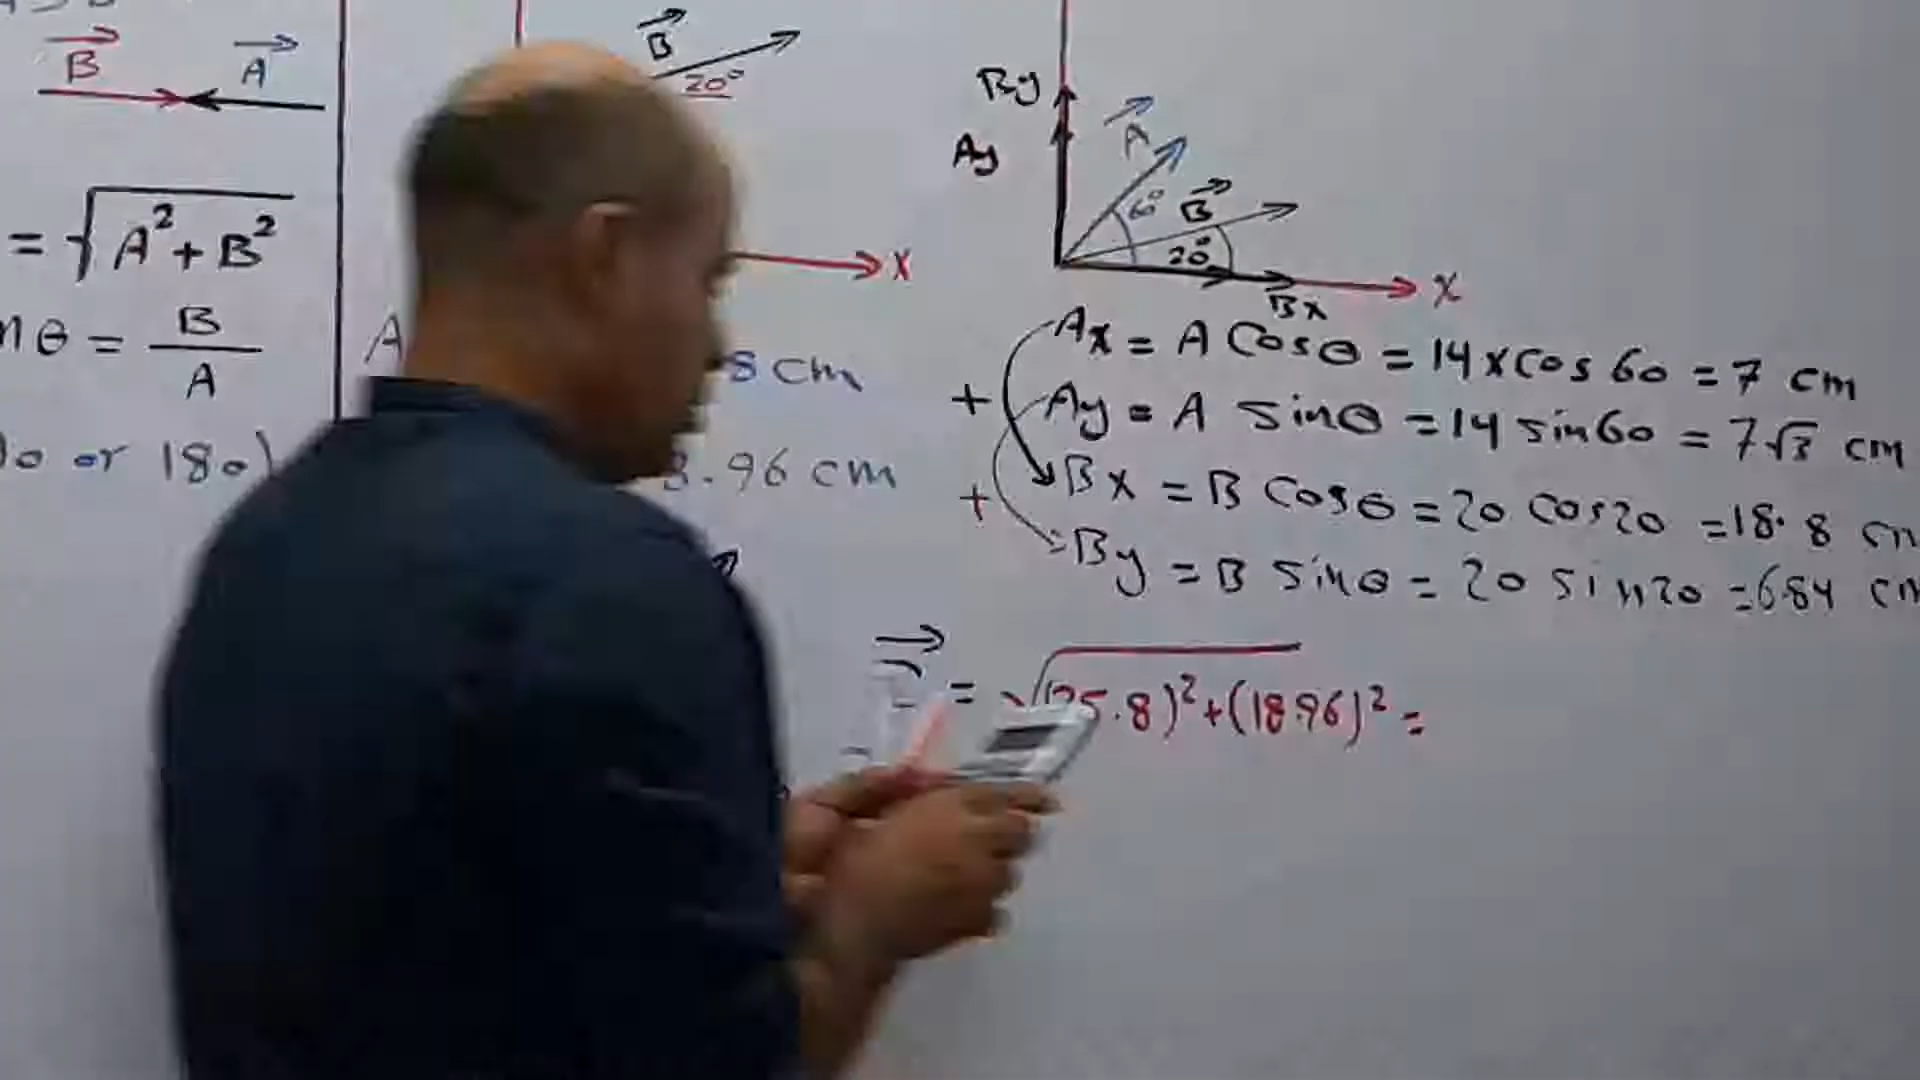 B A
= √A² + B²
θ = B / A
or 180)
B
20°
X
8 cm
.96 cm
By
Ay
A
60°
B
20°
Bx
X
Ax = A Cosθ = 14 x cos 60 = 7 cm
+ Ay = A sinθ = 14 sin60 = 7√3 cm
Bx = B Cosθ = 20 cos20 = 18.8 cm
+ By = B sinθ = 20 sin20 = 6.84 cm
= √(25.8)² + (18.96)² =